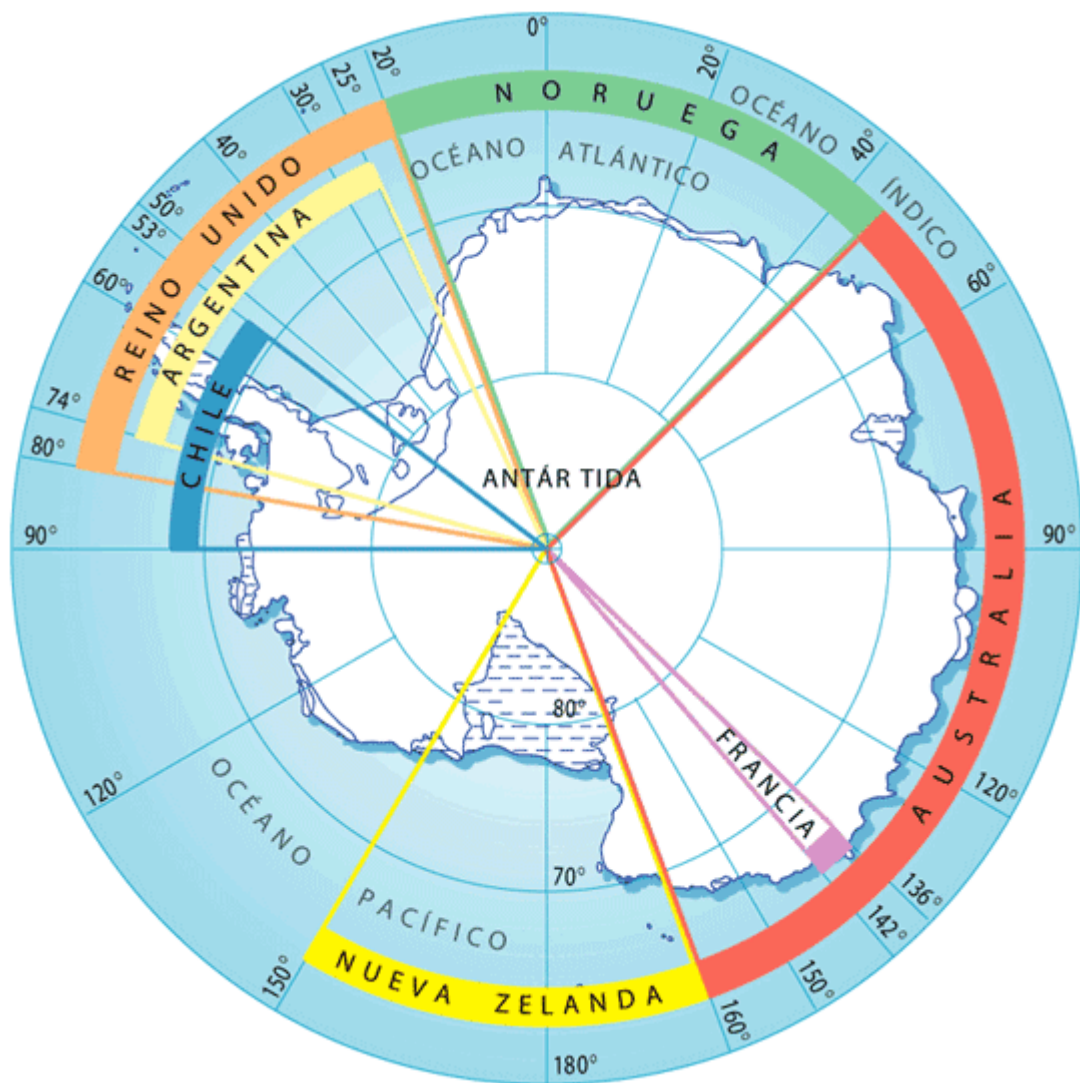 0°
20°
40°
60°
90°
120°
136°
142°
150°
160°
180°
150°
120°
90°
80°
74°
60°
53°
50°
40°
30°
25°
20°
NORUEGA
OCÉANO
ATLÁNTICO
OCÉANO
ÍNDICO
REINO UNIDO
ARGENTINA
CHILE
ANTÁR TIDA
AUSTRALIA
FRANCIA
80°
70°
OCÉANO
PACÍFICO
NUEVA ZELANDA